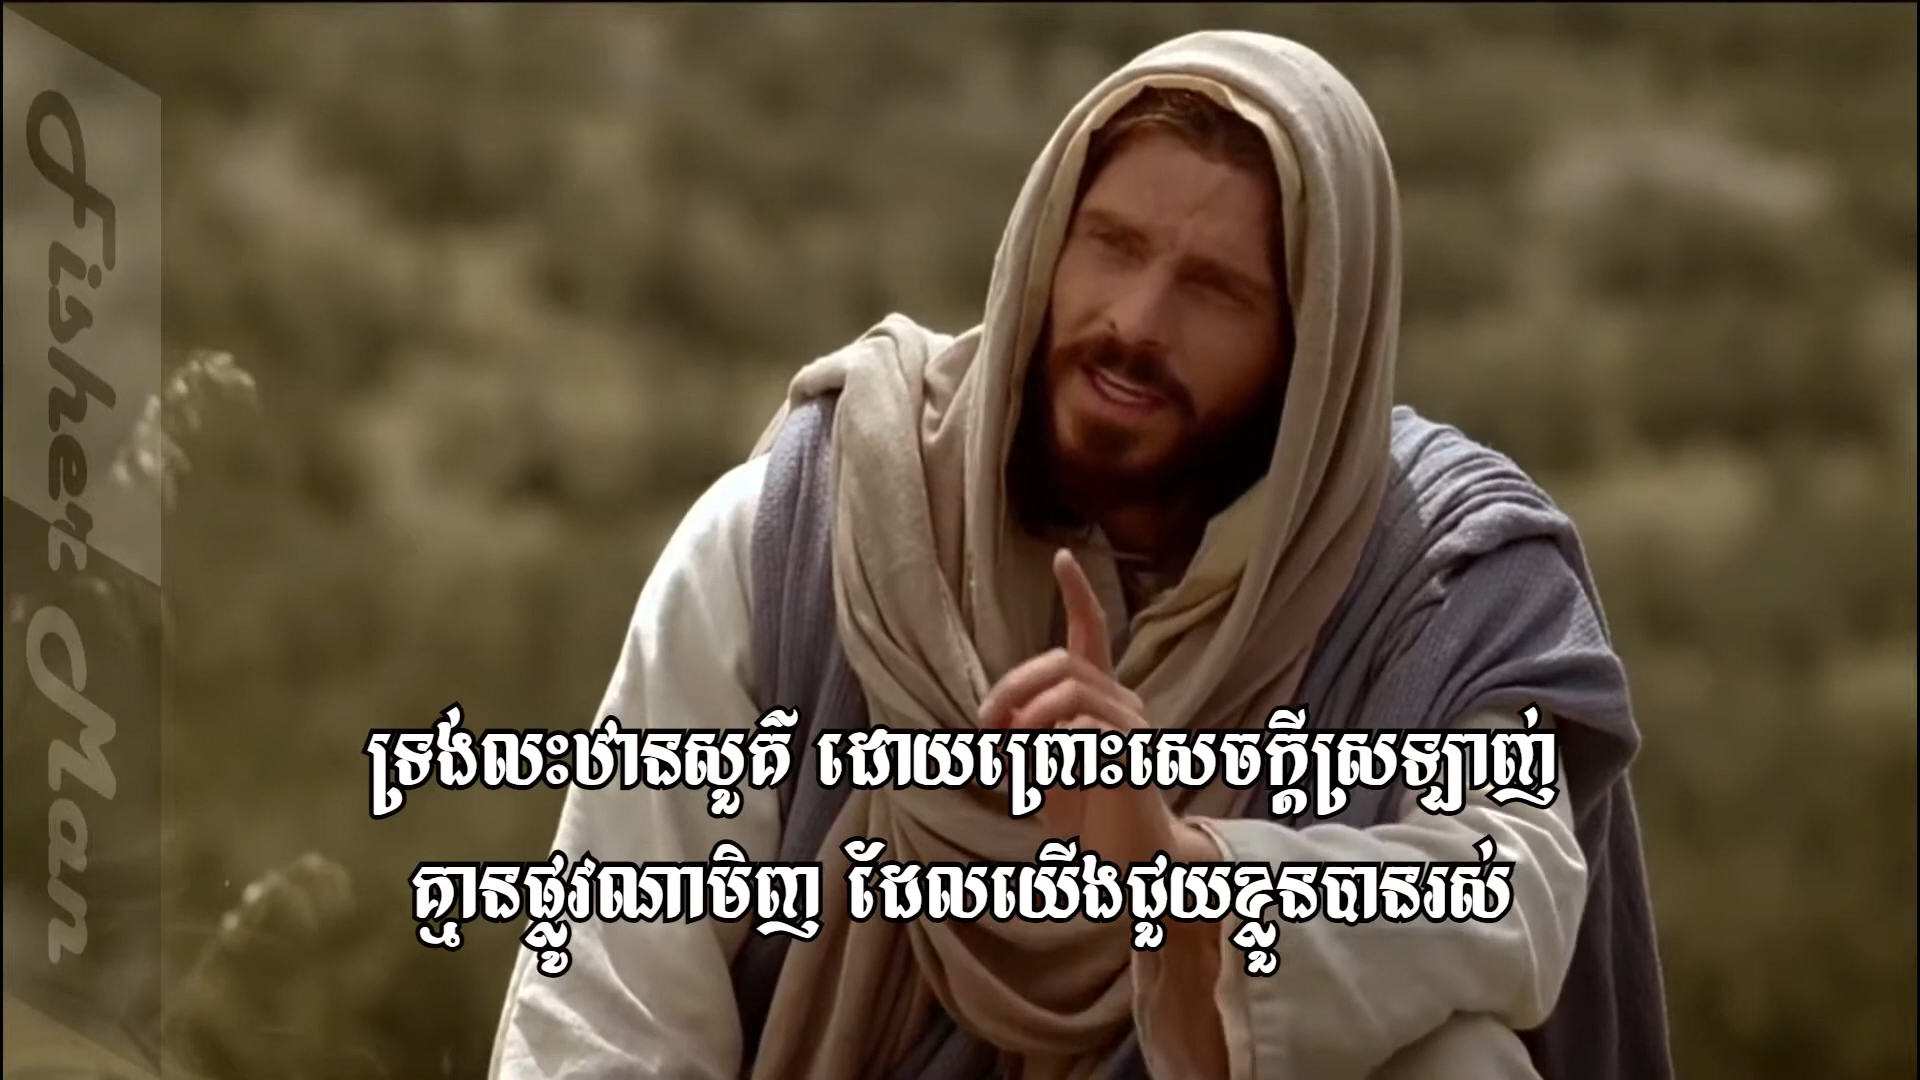 Fisher Man
ទ្រង់លះឋានសួគ៌ ដោយព្រោះសេចក្ដីស្រឡាញ់
គ្មានផ្លូវណាមិញ ដែលយើងជួយខ្លួនបានរស់